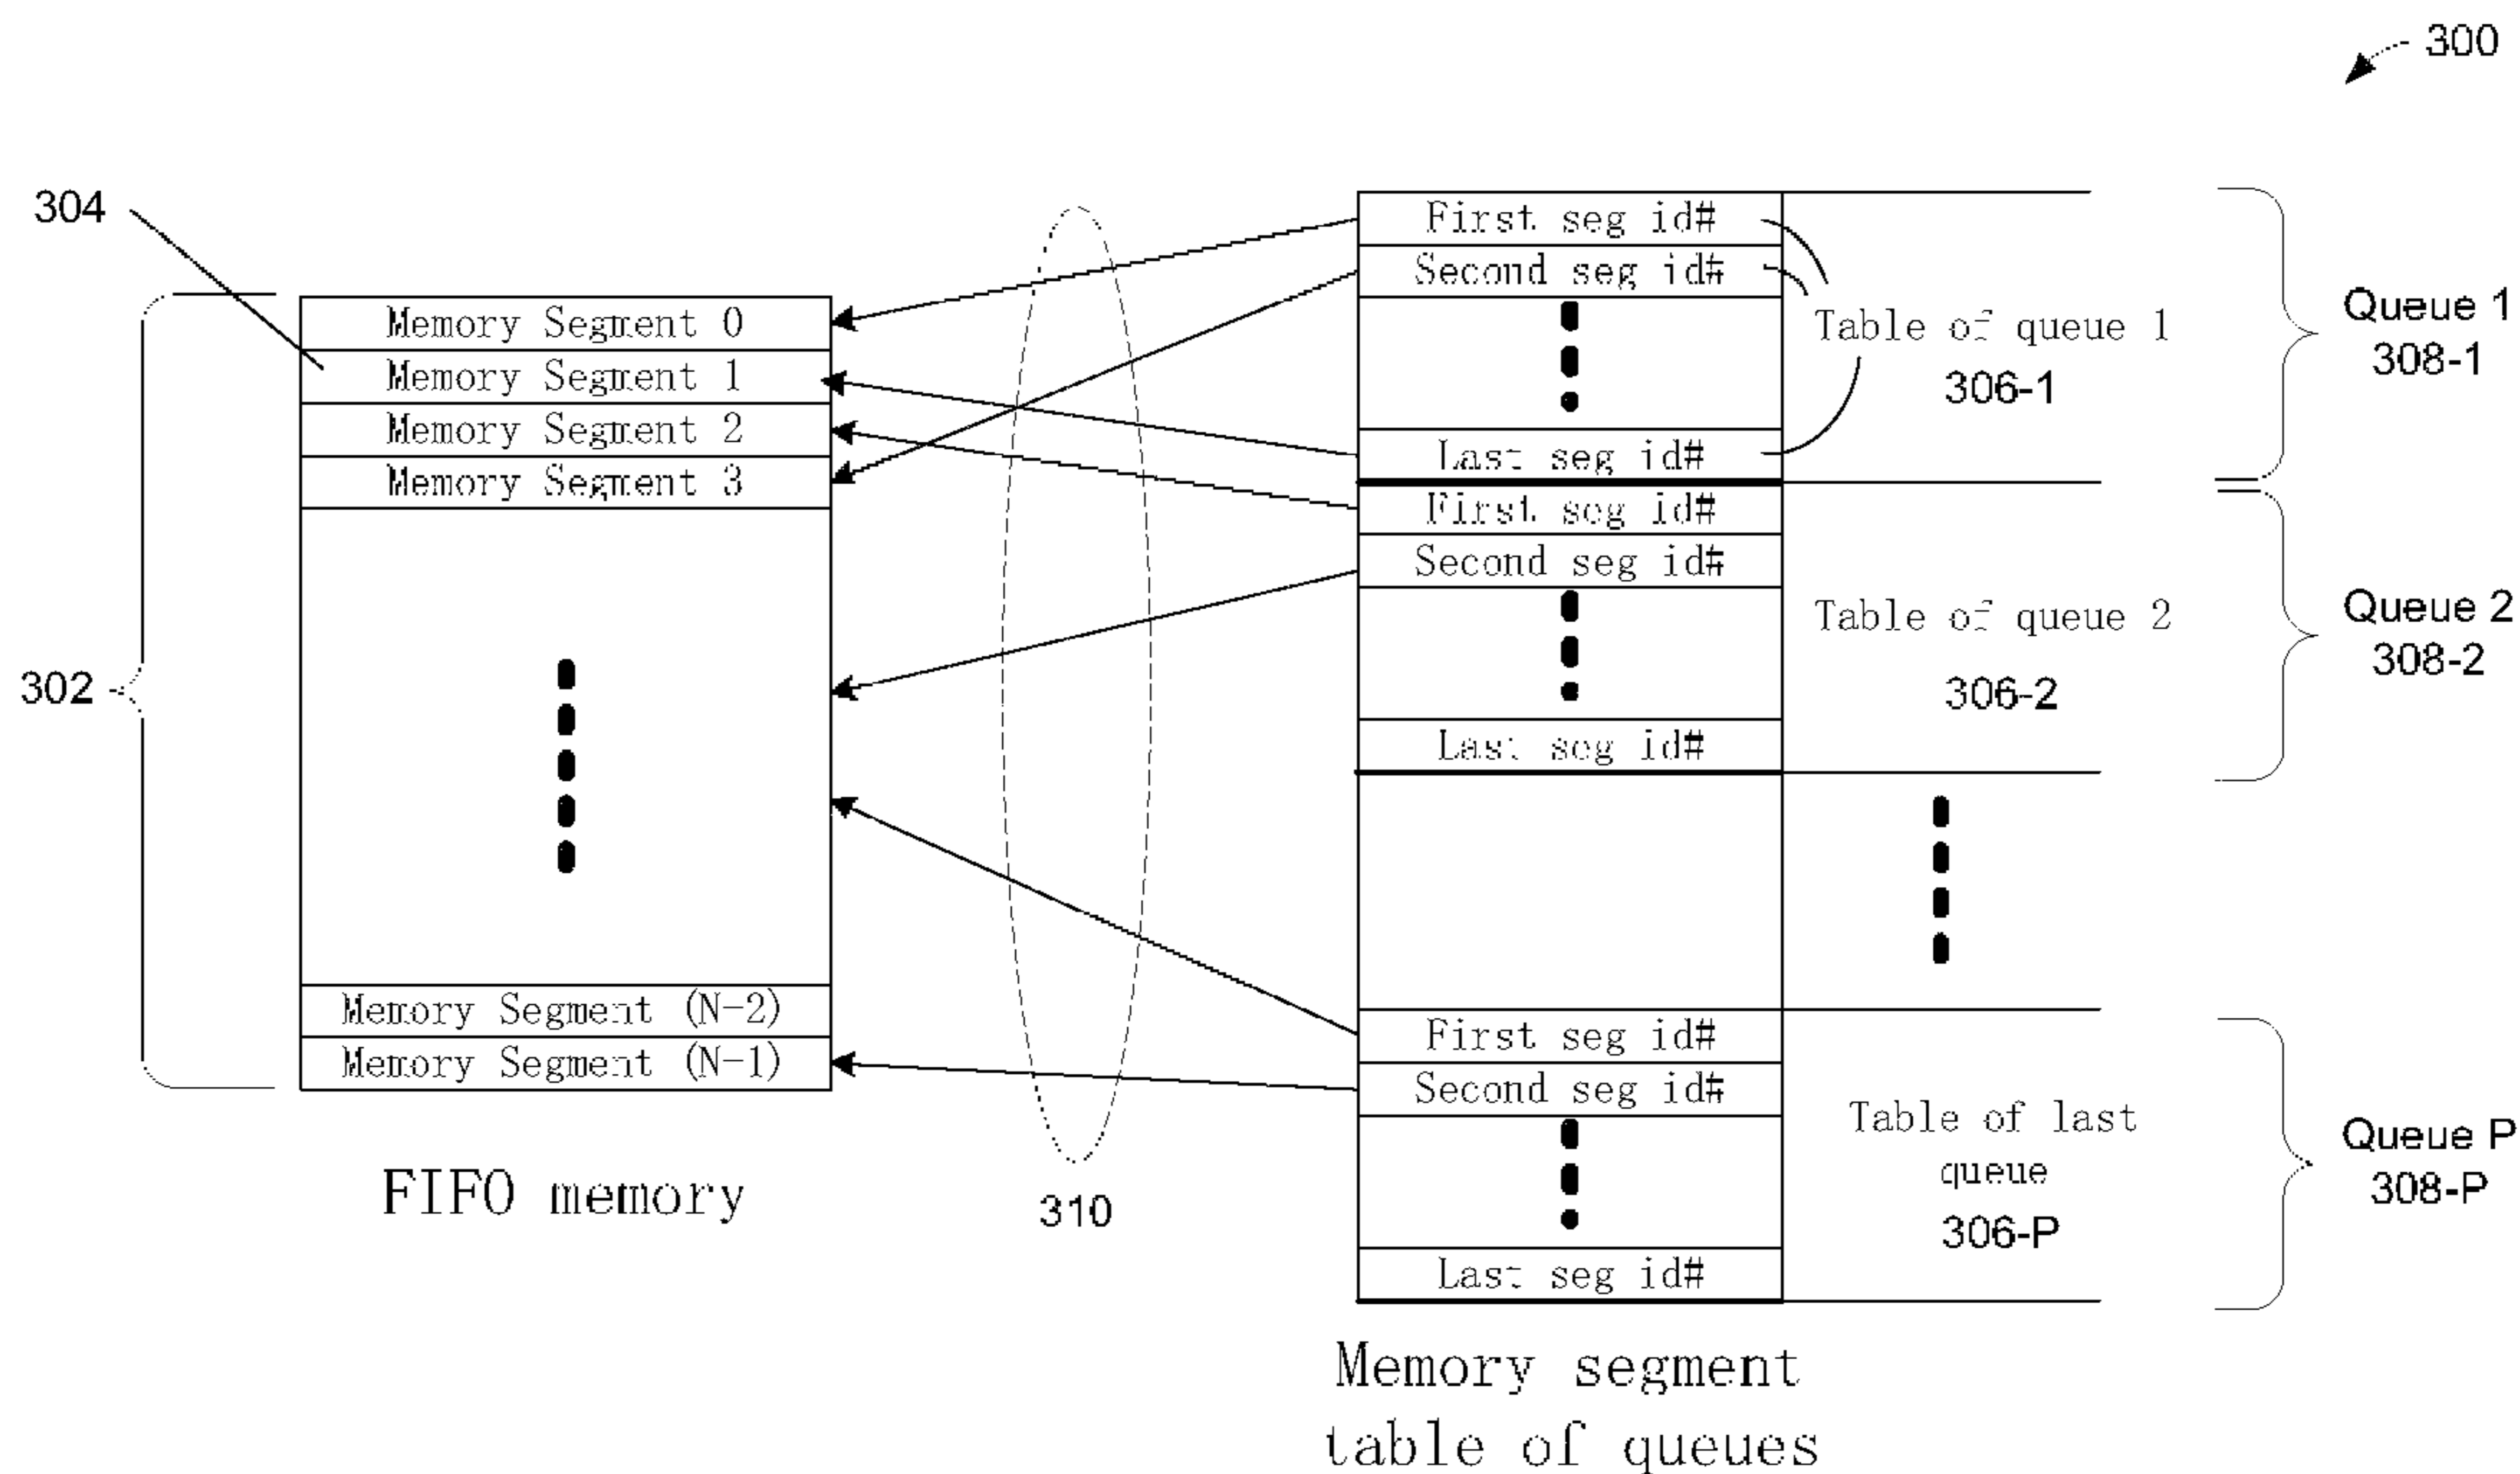 300
304
302
Memory Segment 0
Memory Segment 1
Memory Segment 2
Memory Segment 3
Memory Segment (N-2)
Memory Segment (N-1)
FIFO memory
310
First seg id#
Second seg id#
Last seg id#
Table of queue 1
306-1
Queue 1
308-1
First seg id#
Second seg id#
Last seg id#
Table of queue 2
306-2
Queue 2
308-2
First seg id#
Second seg id#
Last seg id#
Table of last
queue
306-P
Queue P
308-P
Memory segment
table of queues